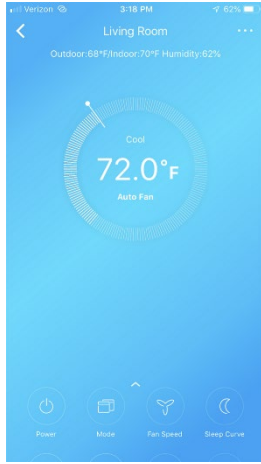 Verizon 3:18 PM 62%
Living Room
Outdoor:68°F/Indoor:70°F Humidity:62%
Cool
72.0°F
Auto Fan
Power Mode Fan Speed Sleep Curve